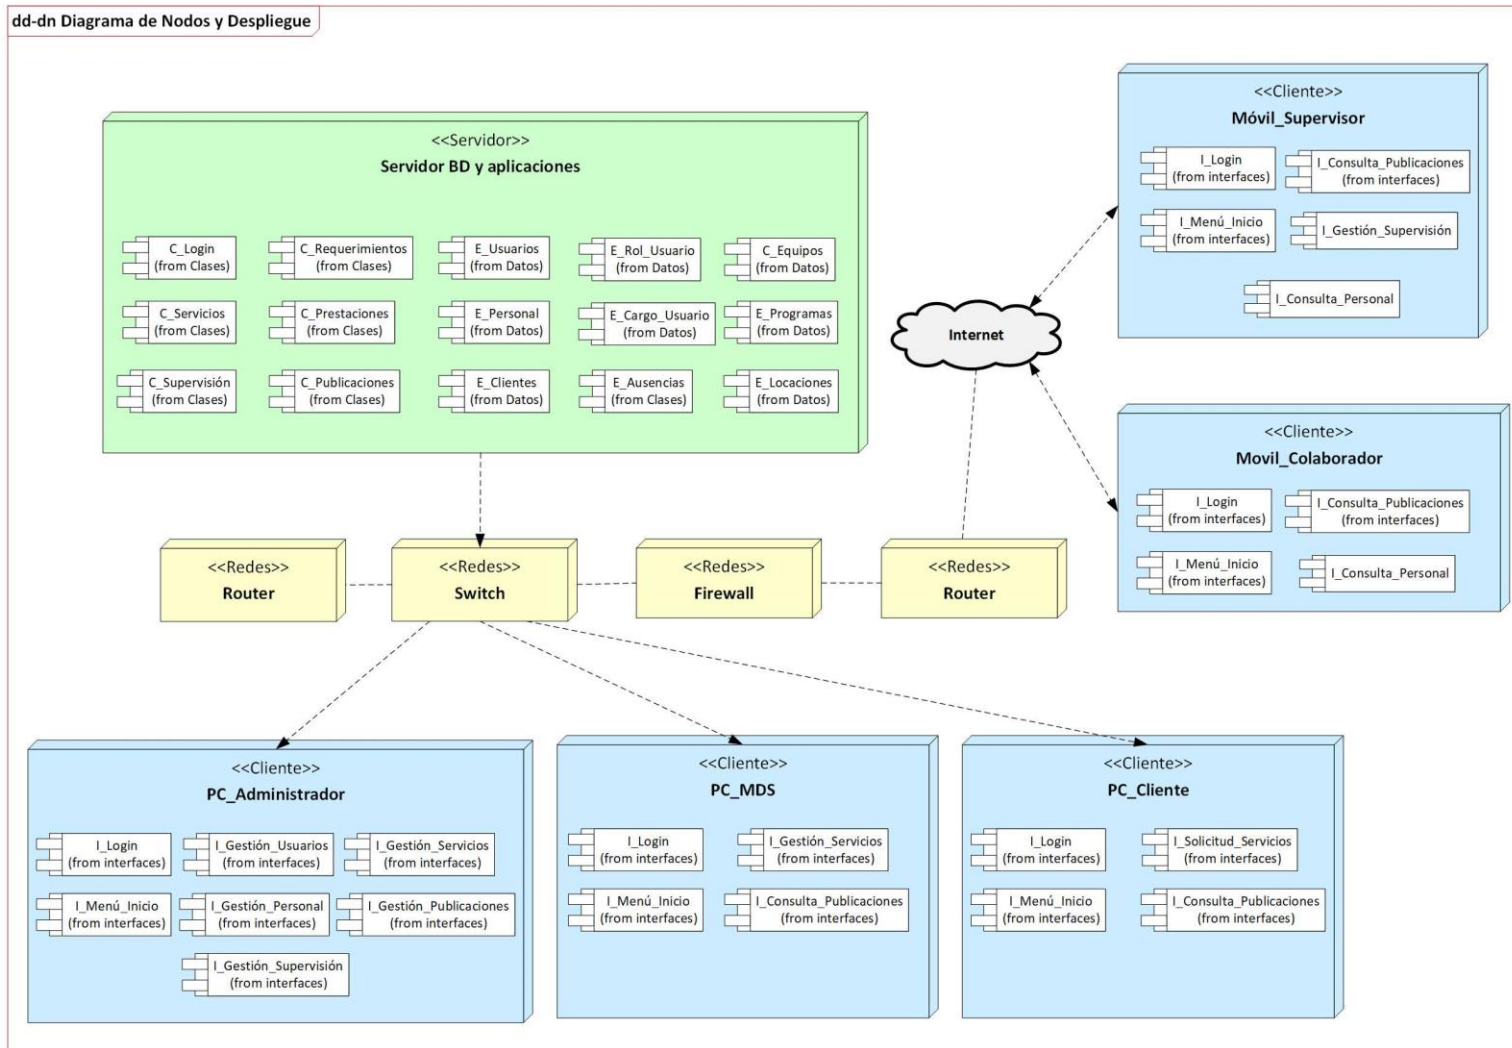 dd-dn Diagrama de Nodos y Despliegue
<<Servidor>>
Servidor BD y aplicaciones
C_Login
(from Clases)
C_Requerimientos
(from Clases)
E_Usuarios
(from Datos)
E_Rol_Usuario
(from Datos)
C_Equipos
(from Datos)
C_Servicios
(from Clases)
C_Prestaciones
(from Clases)
E_Personal
(from Datos)
E_Cargo_Usuario
(from Datos)
E_Programas
(from Datos)
C_Supervisión
(from Clases)
C_Publicaciones
(from Clases)
E_Clientes
(from Datos)
E_Ausencias
(from Clases)
E_Locaciones
(from Datos)
Internet
<<Cliente>>
Móvil_Supervisor
I_Login
(from interfaces)
I_Consulta_Publicaciones
(from interfaces)
I_Menú_Inicio
(from interfaces)
I_Gestión_Supervisión
I_Consulta_Personal
<<Cliente>>
Movil_Colaborador
I_Login
(from interfaces)
I_Consulta_Publicaciones
(from interfaces)
I_Menú_Inicio
(from interfaces)
I_Consulta_Personal
<<Redes>>
Router
<<Redes>>
Switch
<<Redes>>
Firewall
<<Redes>>
Router
<<Cliente>>
PC_Administrador
I_Login
(from interfaces)
I_Gestión_Usuarios
(from interfaces)
I_Gestión_Servicios
(from interfaces)
I_Menú_Inicio
(from interfaces)
I_Gestión_Personal
(from interfaces)
I_Gestión_Publicaciones
(from interfaces)
I_Gestión_Supervisión
(from interfaces)
<<Cliente>>
PC_MDS
I_Login
(from interfaces)
I_Gestión_Servicios
(from interfaces)
I_Menú_Inicio
(from interfaces)
I_Consulta_Publicaciones
(from interfaces)
<<Cliente>>
PC_Cliente
I_Login
(from interfaces)
I_Solicitud_Servicios
(from interfaces)
I_Menú_Inicio
(from interfaces)
I_Consulta_Publicaciones
(from interfaces)